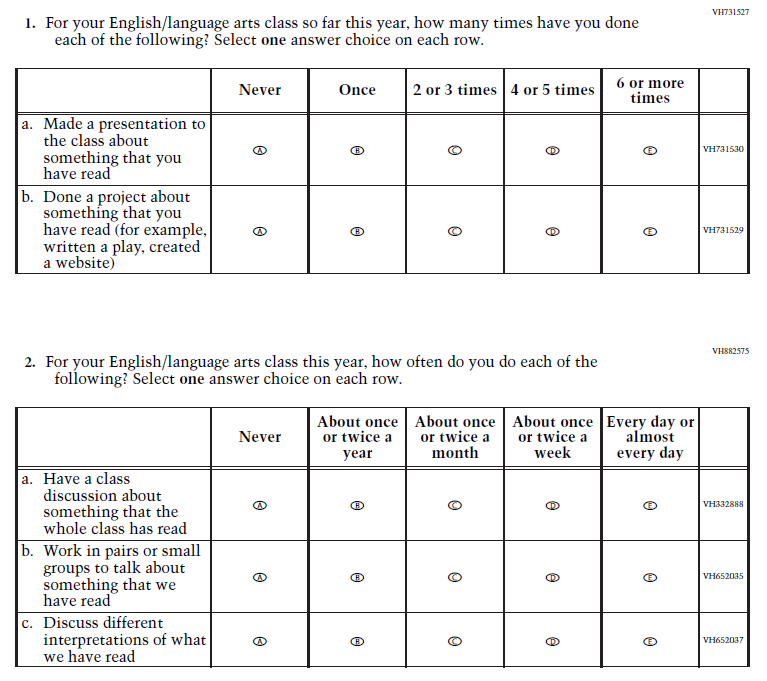 VH731527
1. For your English/language arts class so far this year, how many times have you done
each of the following? Select one answer choice on each row.
Never Once 2 or 3 times 4 or 5 times 6 or more
times
a. Made a presentation to
the class about
something that you
have read
A B C D E VH731530
b. Done a project about
something that you
have read (for example,
written a play, created
a website)
A B C D E VH731529
VH882575
2. For your English/language arts class this year, how often do you do each of the
following? Select one answer choice on each row.
Never
About once
or twice a
year
About once
or twice a
month
About once
or twice a
week
Every day or
almost
every day
a. Have a class
discussion about
something that the
whole class has read
A B C D E VH332888
b. Work in pairs or small
groups to talk about
something that we
have read
A B C D E VH652035
c. Discuss different
interpretations of what
we have read
A B C D E VH652037